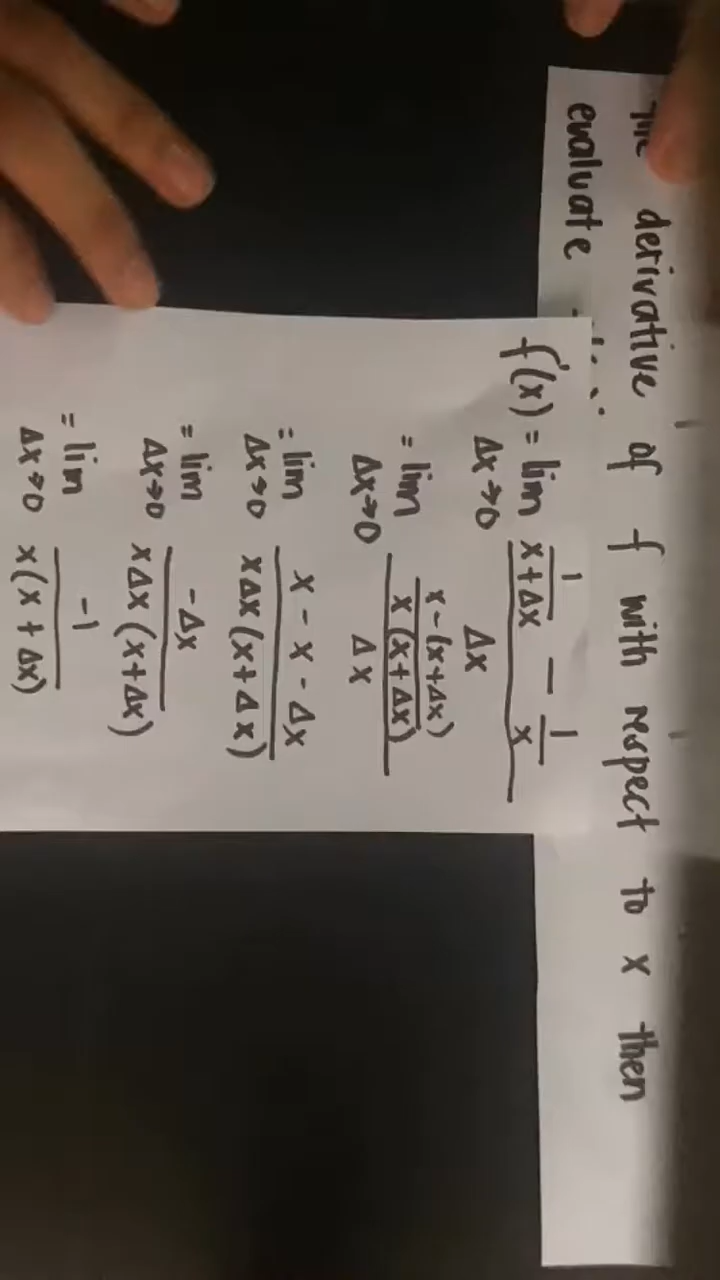 The derivative of f with respect to x then
evaluate
f'(x) = lim Δx→0 (1/(x+Δx) - 1/x)/Δx
= lim Δx→0 ((x-(x+Δx))/(x(x+Δx)))/Δx
= lim Δx→0 (x-x-Δx)/(xΔx(x+Δx))
= lim Δx→0 -Δx/(xΔx(x+Δx))
= lim Δx→0 -1/(x(x+Δx))